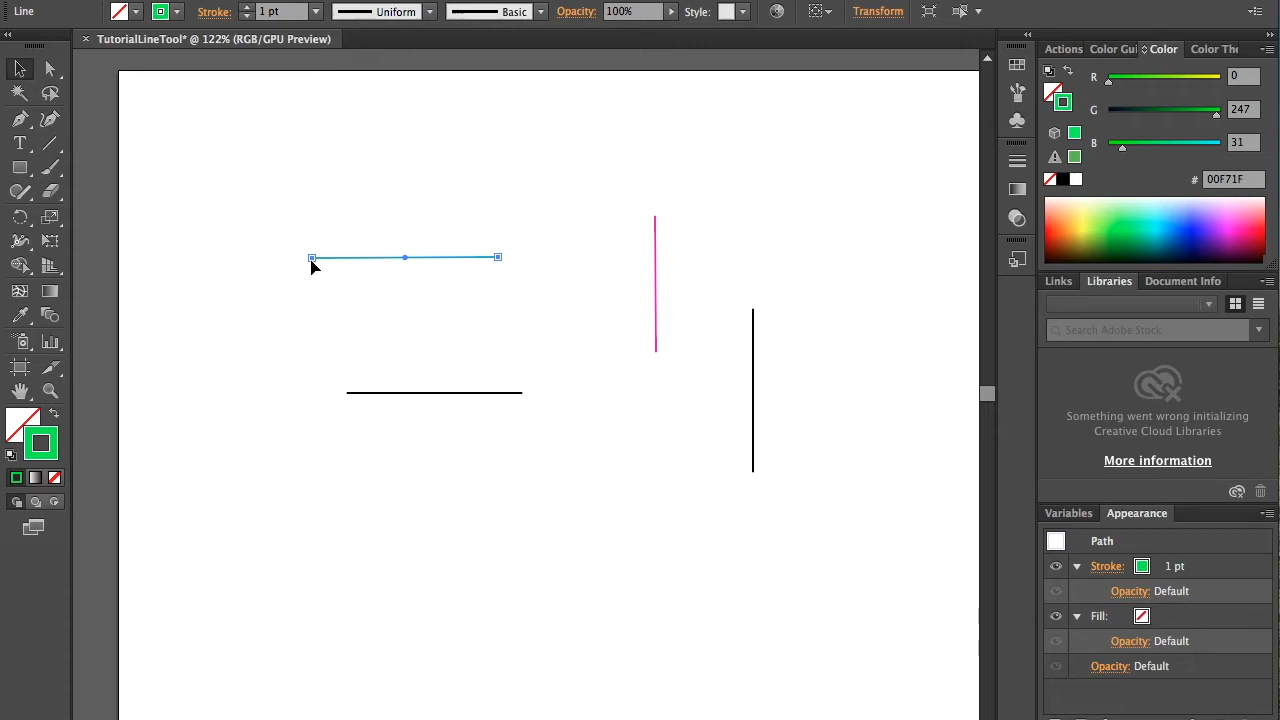 Line
Stroke: 1 pt Uniform Basic Opacity: 100% Style: Transform
× TutorialLineTool* @ 122% (RGB/GPU Preview)
Actions Color Gui Color Color The
R 0
G 247
B 31
# 00F71F
Links Libraries Document Info
Search Adobe Stock
Something went wrong initializing
Creative Cloud Libraries
More information
Variables Appearance
Path
Stroke: 1 pt
Opacity: Default
Fill:
Opacity: Default
Opacity: Default